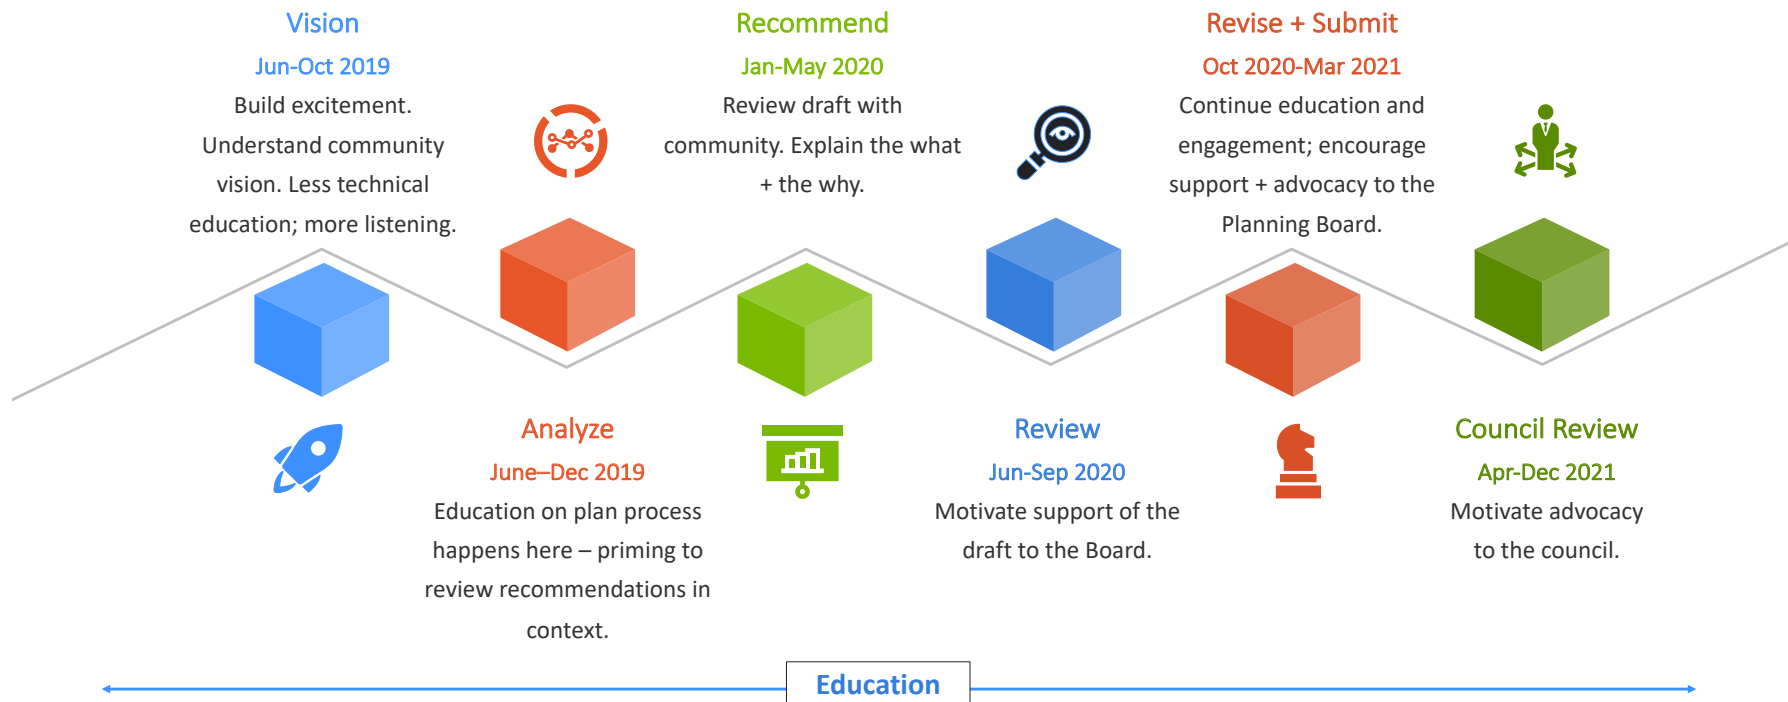 Vision
Jun-Oct 2019
Build excitement.
Understand community
vision. Less technical
education; more listening.
Analyze
June–Dec 2019
Education on plan process
happens here – priming to
review recommendations in
context.
Recommend
Jan-May 2020
Review draft with
community. Explain the what
+ the why.
Review
Jun-Sep 2020
Motivate support of the
draft to the Board.
Revise + Submit
Oct 2020-Mar 2021
Continue education and
engagement; encourage
support + advocacy to the
Planning Board.
Council Review
Apr-Dec 2021
Motivate advocacy
to the council.
Education